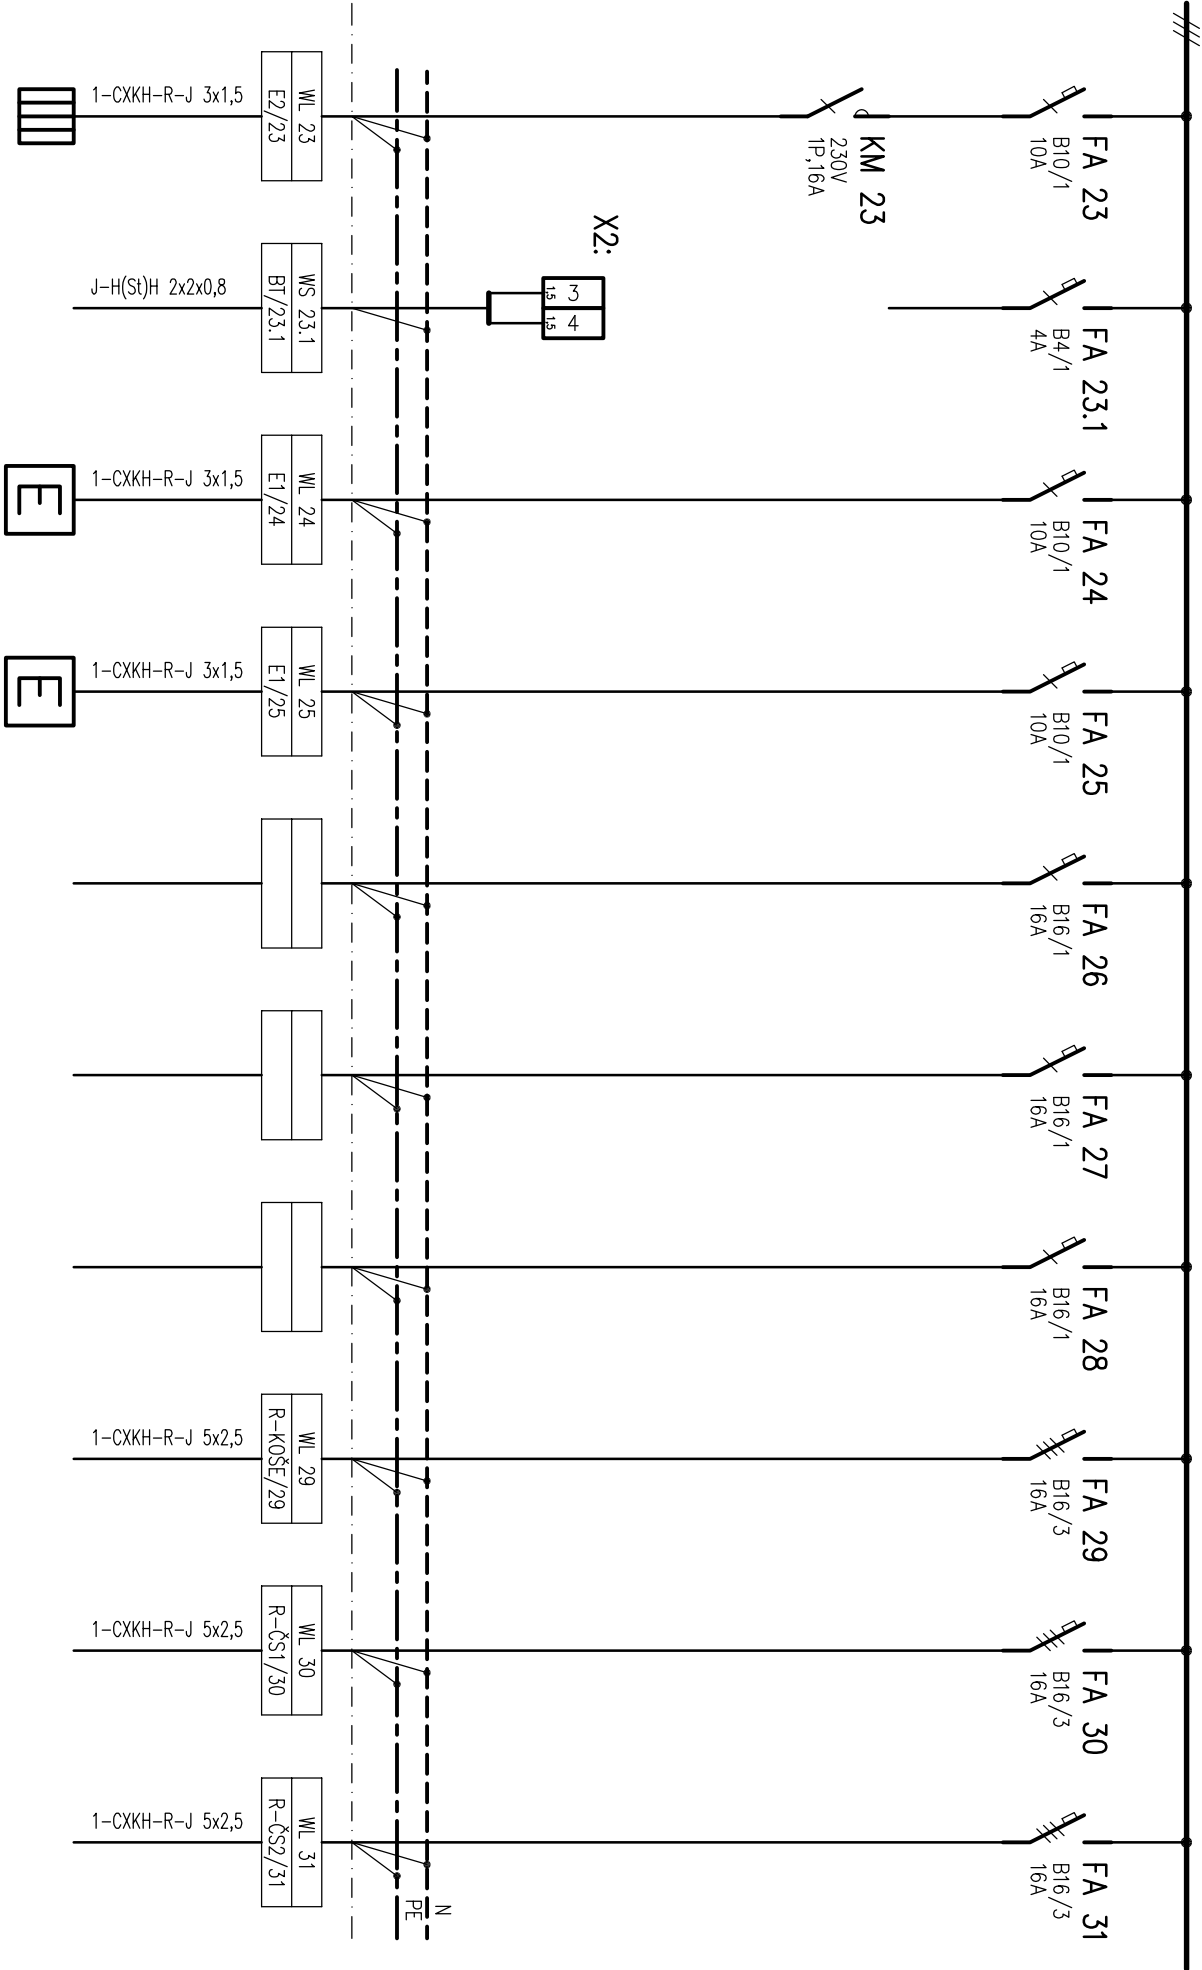 FA 23
B10/1
10A
KM 23
230V
1P,16A
WL 23
E2/23
1-CXKH-R-J 3x1,5
FA 23.1
B4/1
4A
X2:
3
1,5
4
1,5
WS 23.1
BT/23.1
J-H(St)H 2x2x0,8
FA 24
B10/1
10A
WL 24
E1/24
1-CXKH-R-J 3x1,5
E
FA 25
B10/1
10A
WL 25
E1/25
1-CXKH-R-J 3x1,5
E
FA 26
B16/1
16A
FA 27
B16/1
16A
FA 28
B16/1
16A
FA 29
B16/3
16A
WL 29
R-KOŠE/29
1-CXKH-R-J 5x2,5
FA 30
B16/3
16A
WL 30
R-ČS1/30
1-CXKH-R-J 5x2,5
FA 31
B16/3
16A
N
PE
WL 31
R-ČS2/31
1-CXKH-R-J 5x2,5